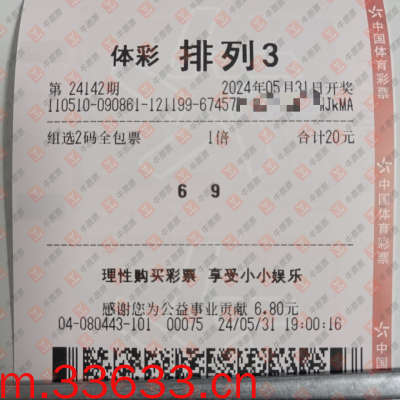 体彩 排列3
第 24142期 2024年05月31日开奖
110510-090861-121199-67457 WJkMA
组选2码全包票 1倍 合计20元
6 9
理性购买彩票 享受小小娱乐
感谢您为公益事业贡献 6.80元
04-080443-101 00075 24/05/31 19:00:16
m.33633.cn
中国体育彩票
中国体育彩票